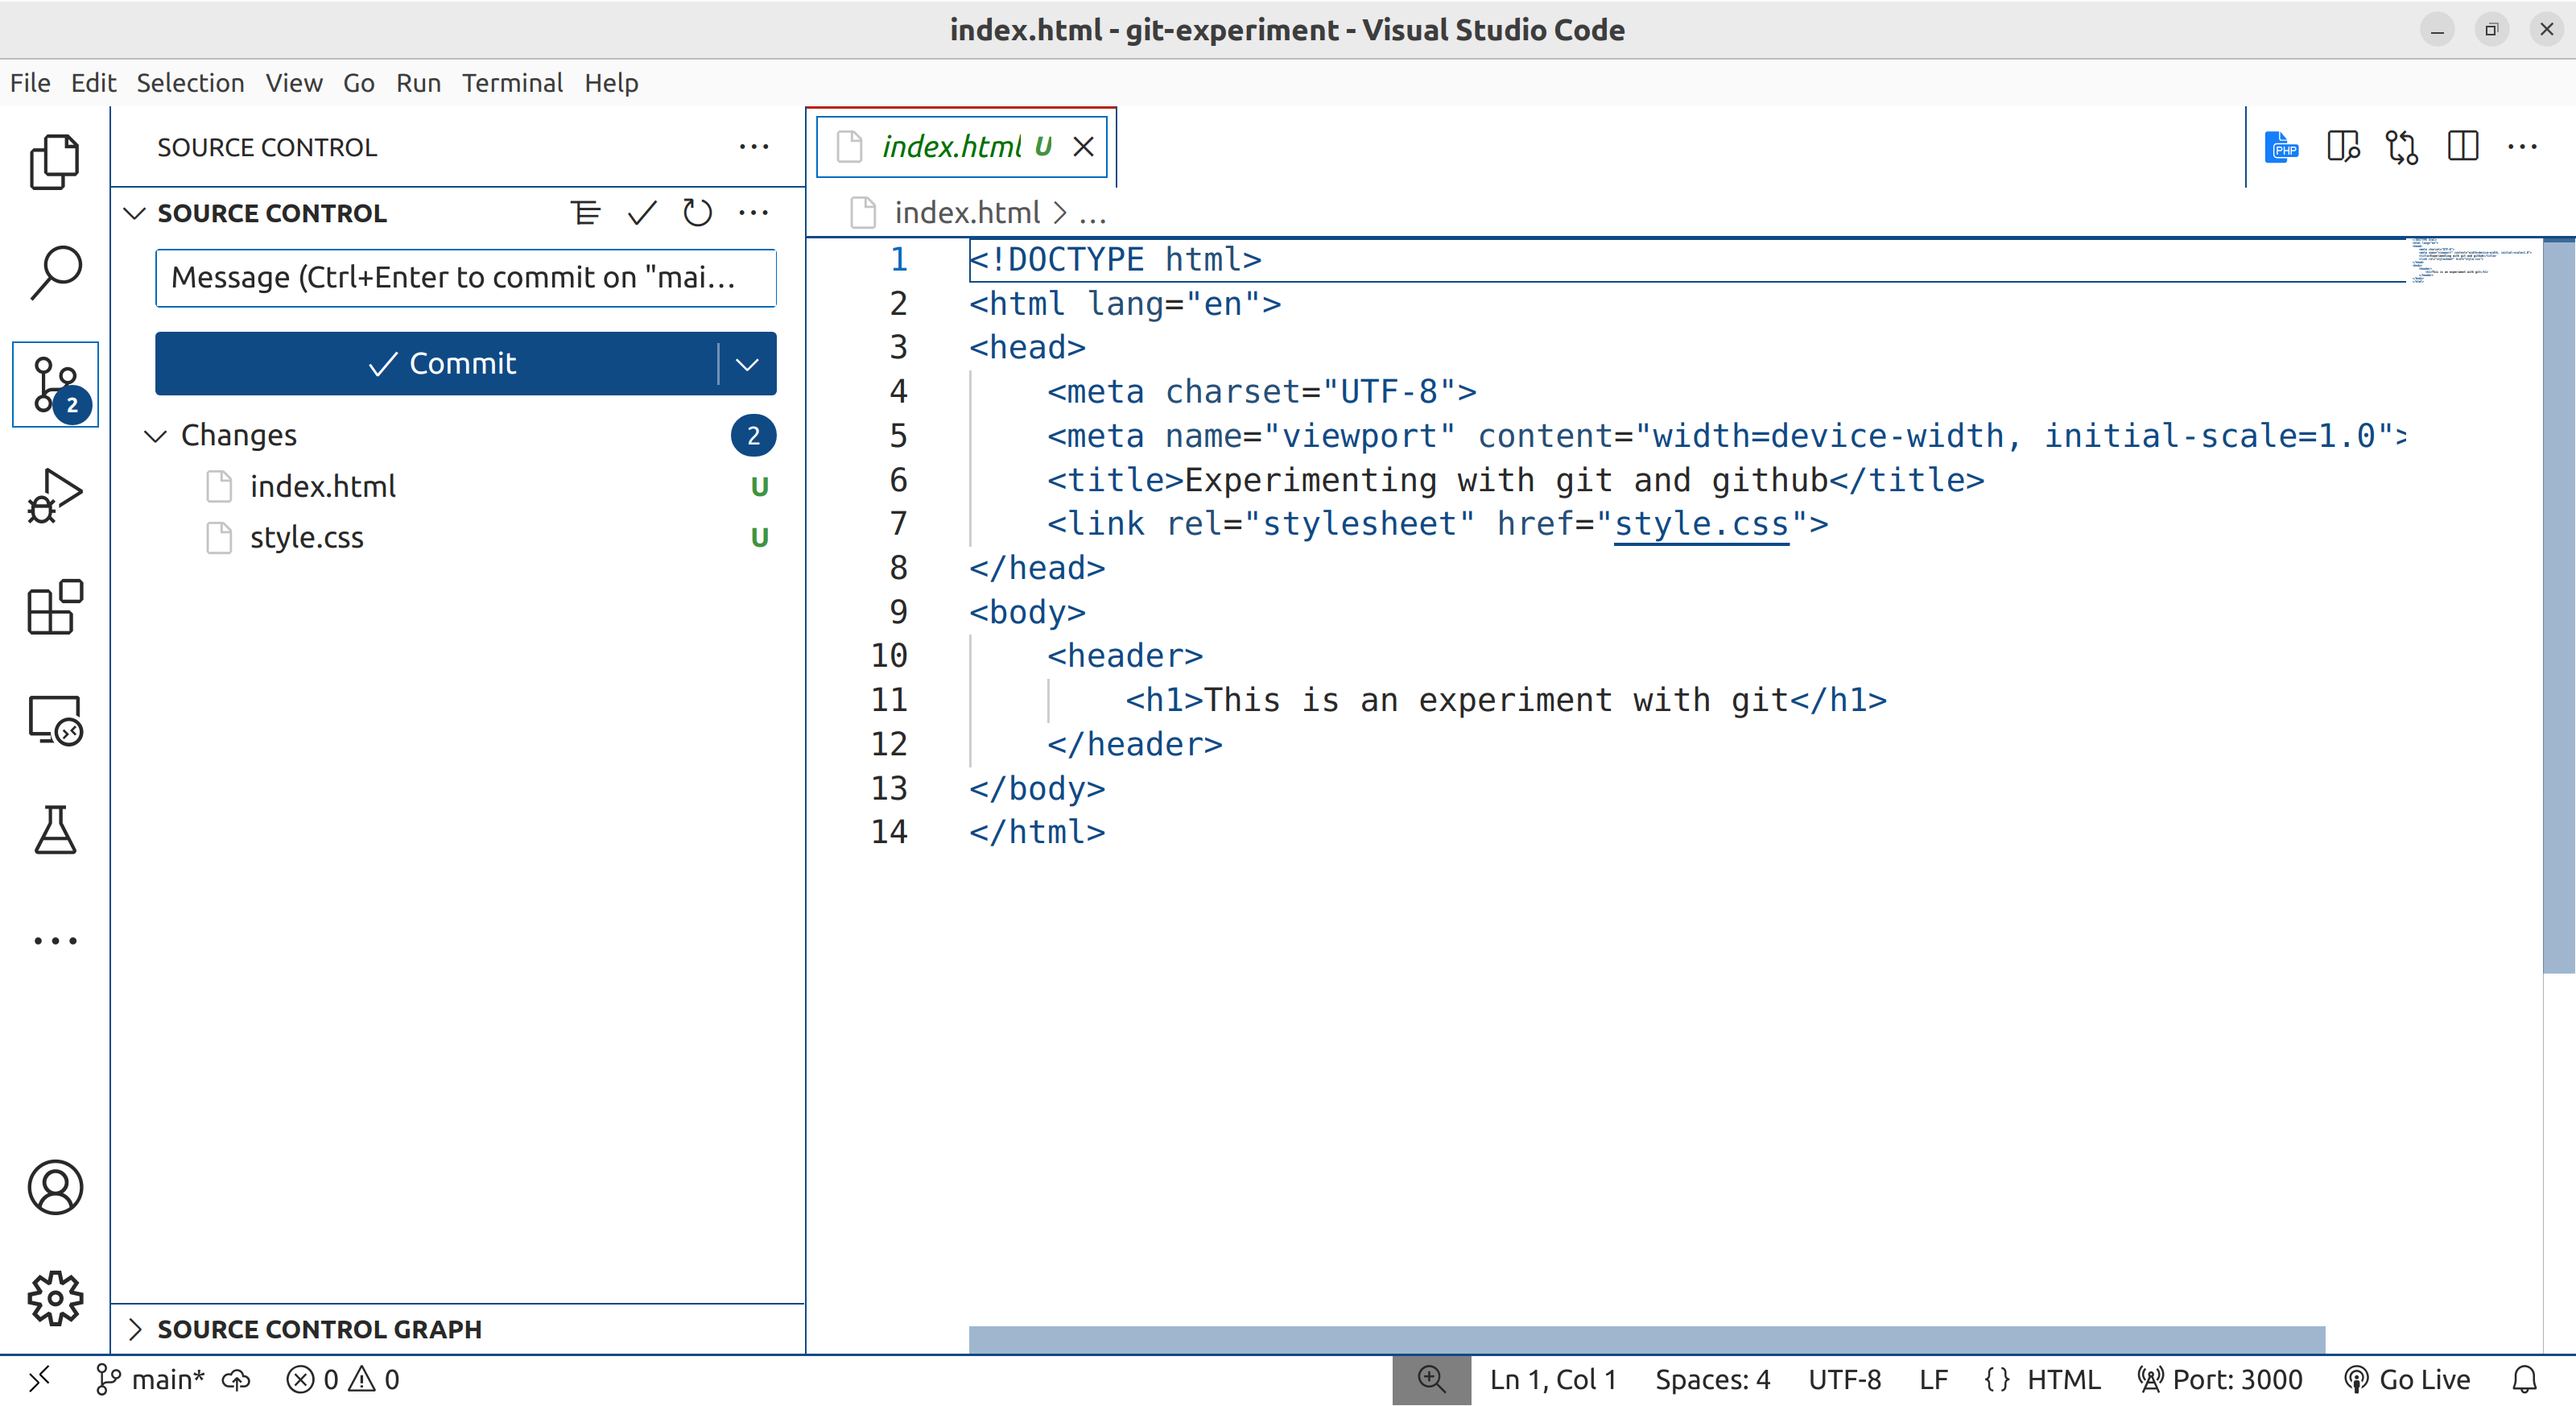 index.html - git-experiment - Visual Studio Code
File Edit Selection View Go Run Terminal Help
SOURCE CONTROL
SOURCE CONTROL
Message (Ctrl+Enter to commit on "mai...
Commit
Changes 2
index.html U
style.css U
2
SOURCE CONTROL GRAPH
index.html U
PHP
index.html > ...
1 <!DOCTYPE html>
2 <html lang="en">
3 <head>
4 <meta charset="UTF-8">
5 <meta name="viewport" content="width=device-width, initial-scale=1.0">
6 <title>Experimenting with git and github</title>
7 <link rel="stylesheet" href="style.css">
8 </head>
9 <body>
10 <header>
11 <h1>This is an experiment with git</h1>
12 </header>
13 </body>
14 </html>
main* 0 0 Ln 1, Col 1 Spaces: 4 UTF-8 LF {} HTML Port: 3000 Go Live